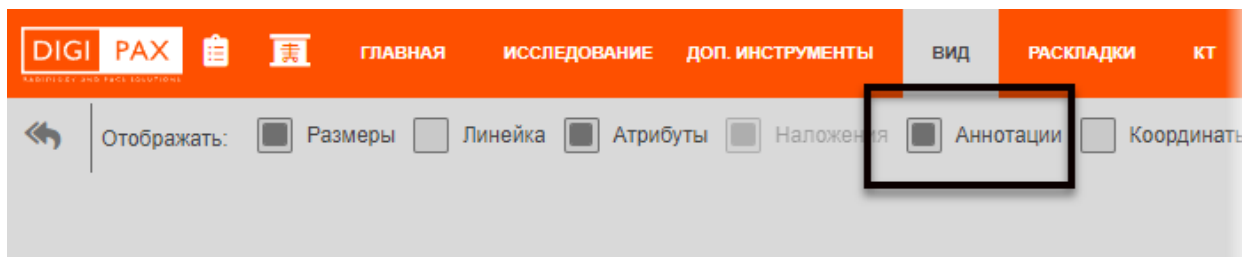 DIGI PAX
RADIOLOGY AND PACS SOLUTIONS
ГЛАВНАЯ ИССЛЕДОВАНИЕ ДОП. ИНСТРУМЕНТЫ ВИД РАСКЛАДКИ КТ
Отображать: Размеры Линейка Атрибуты Наложения Аннотации Координаты